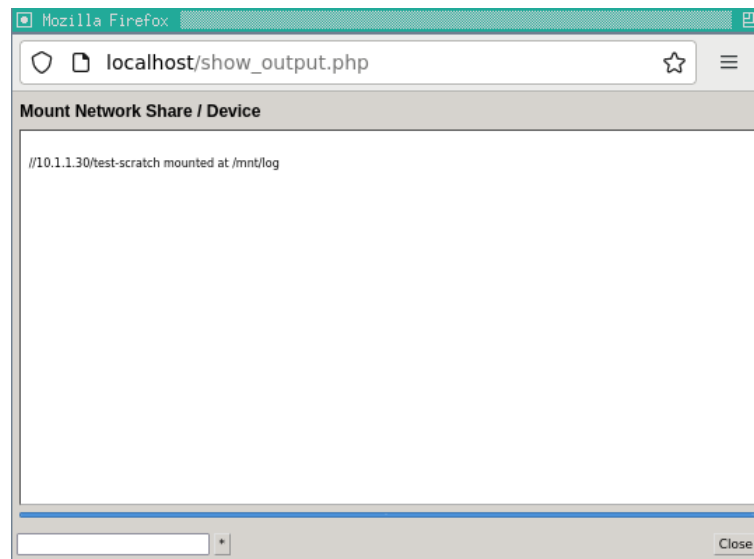 Mozilla Firefox
localhost/show_output.php
Mount Network Share / Device
//10.1.1.30/test-scratch mounted at /mnt/log
*
Close